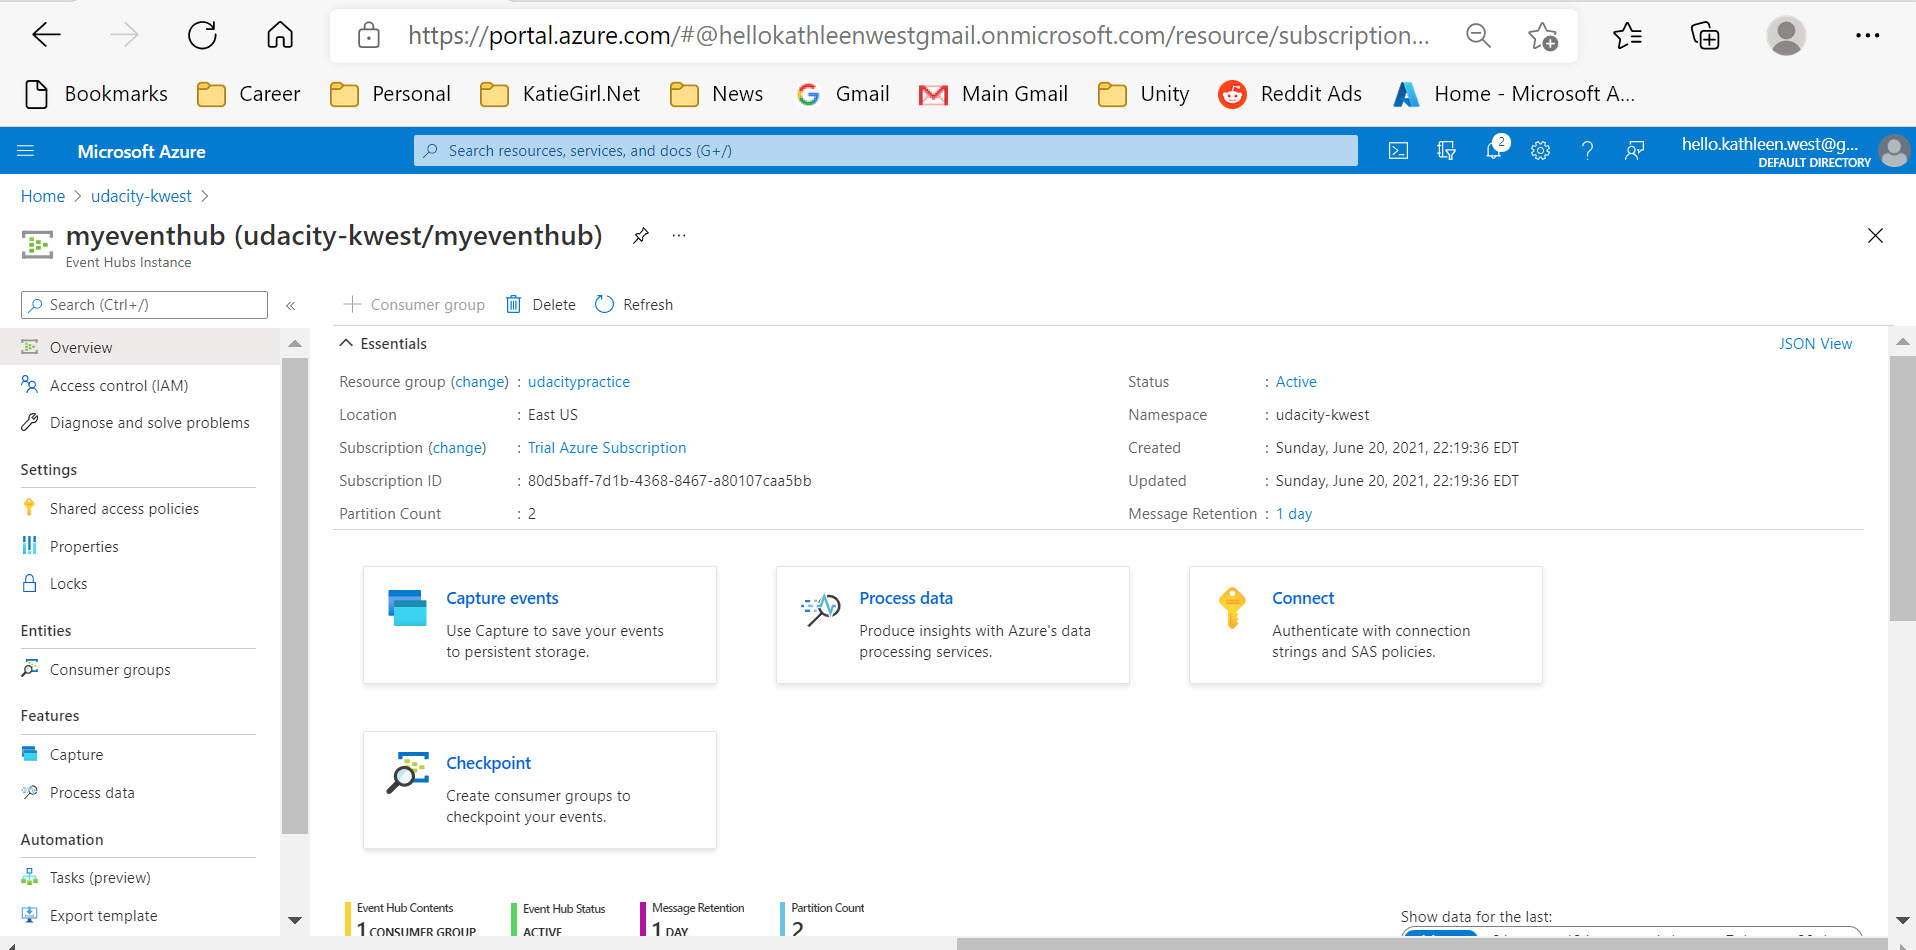 https://portal.azure.com/#@hellokathleenwestgmail.onmicrosoft.com/resource/subscription...
Bookmarks Career Personal KatieGirl.Net News Gmail Main Gmail Unity Reddit Ads Home - Microsoft A...
Microsoft Azure Search resources, services, and docs (G+/) 2 hello.kathleen.west@g...
DEFAULT DIRECTORY
Home > udacity-kwest >
myeventhub (udacity-kwest/myeventhub) ...
Event Hubs Instance
Search (Ctrl+/) «
Overview
Access control (IAM)
Diagnose and solve problems
Settings
Shared access policies
Properties
Locks
Entities
Consumer groups
Features
Capture
Process data
Automation
Tasks (preview)
Export template
+ Consumer group Delete Refresh
Essentials JSON View
Resource group (change) : udacitypractice
Location : East US
Subscription (change) : Trial Azure Subscription
Subscription ID : 80d5baff-7d1b-4368-8467-a80107caa5bb
Partition Count : 2
Status : Active
Namespace : udacity-kwest
Created : Sunday, June 20, 2021, 22:19:36 EDT
Updated : Sunday, June 20, 2021, 22:19:36 EDT
Message Retention : 1 day
Capture events
Use Capture to save your events
to persistent storage.
Process data
Produce insights with Azure's data
processing services.
Connect
Authenticate with connection
strings and SAS policies.
Checkpoint
Create consumer groups to
checkpoint your events.
Event Hub Contents
1 CONSUMER GROUP
Event Hub Status
ACTIVE
Message Retention
1 DAY
Partition Count
2
Show data for the last: